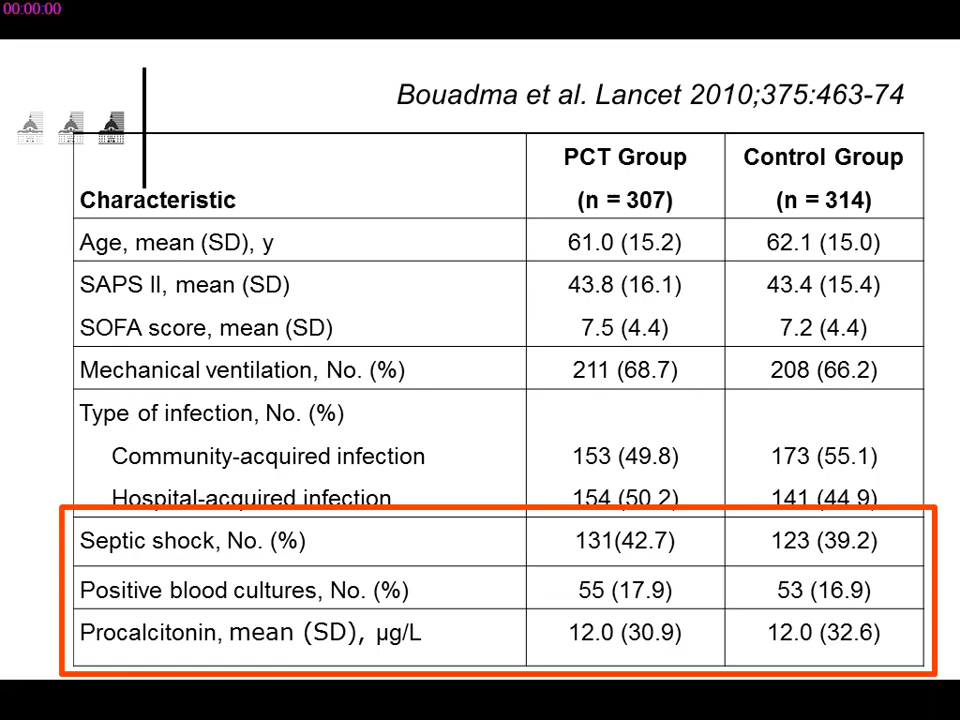 00:00:00
Bouadma et al. Lancet 2010;375:463-74
PCT Group Control Group
Characteristic (n = 307) (n = 314)
Age, mean (SD), y 61.0 (15.2) 62.1 (15.0)
SAPS II, mean (SD) 43.8 (16.1) 43.4 (15.4)
SOFA score, mean (SD) 7.5 (4.4) 7.2 (4.4)
Mechanical ventilation, No. (%) 211 (68.7) 208 (66.2)
Type of infection, No. (%)
Community-acquired infection 153 (49.8) 173 (55.1)
Hospital-acquired infection 154 (50.2) 141 (44.9)
Septic shock, No. (%) 131(42.7) 123 (39.2)
Positive blood cultures, No. (%) 55 (17.9) 53 (16.9)
Procalcitonin, mean (SD), µg/L 12.0 (30.9) 12.0 (32.6)